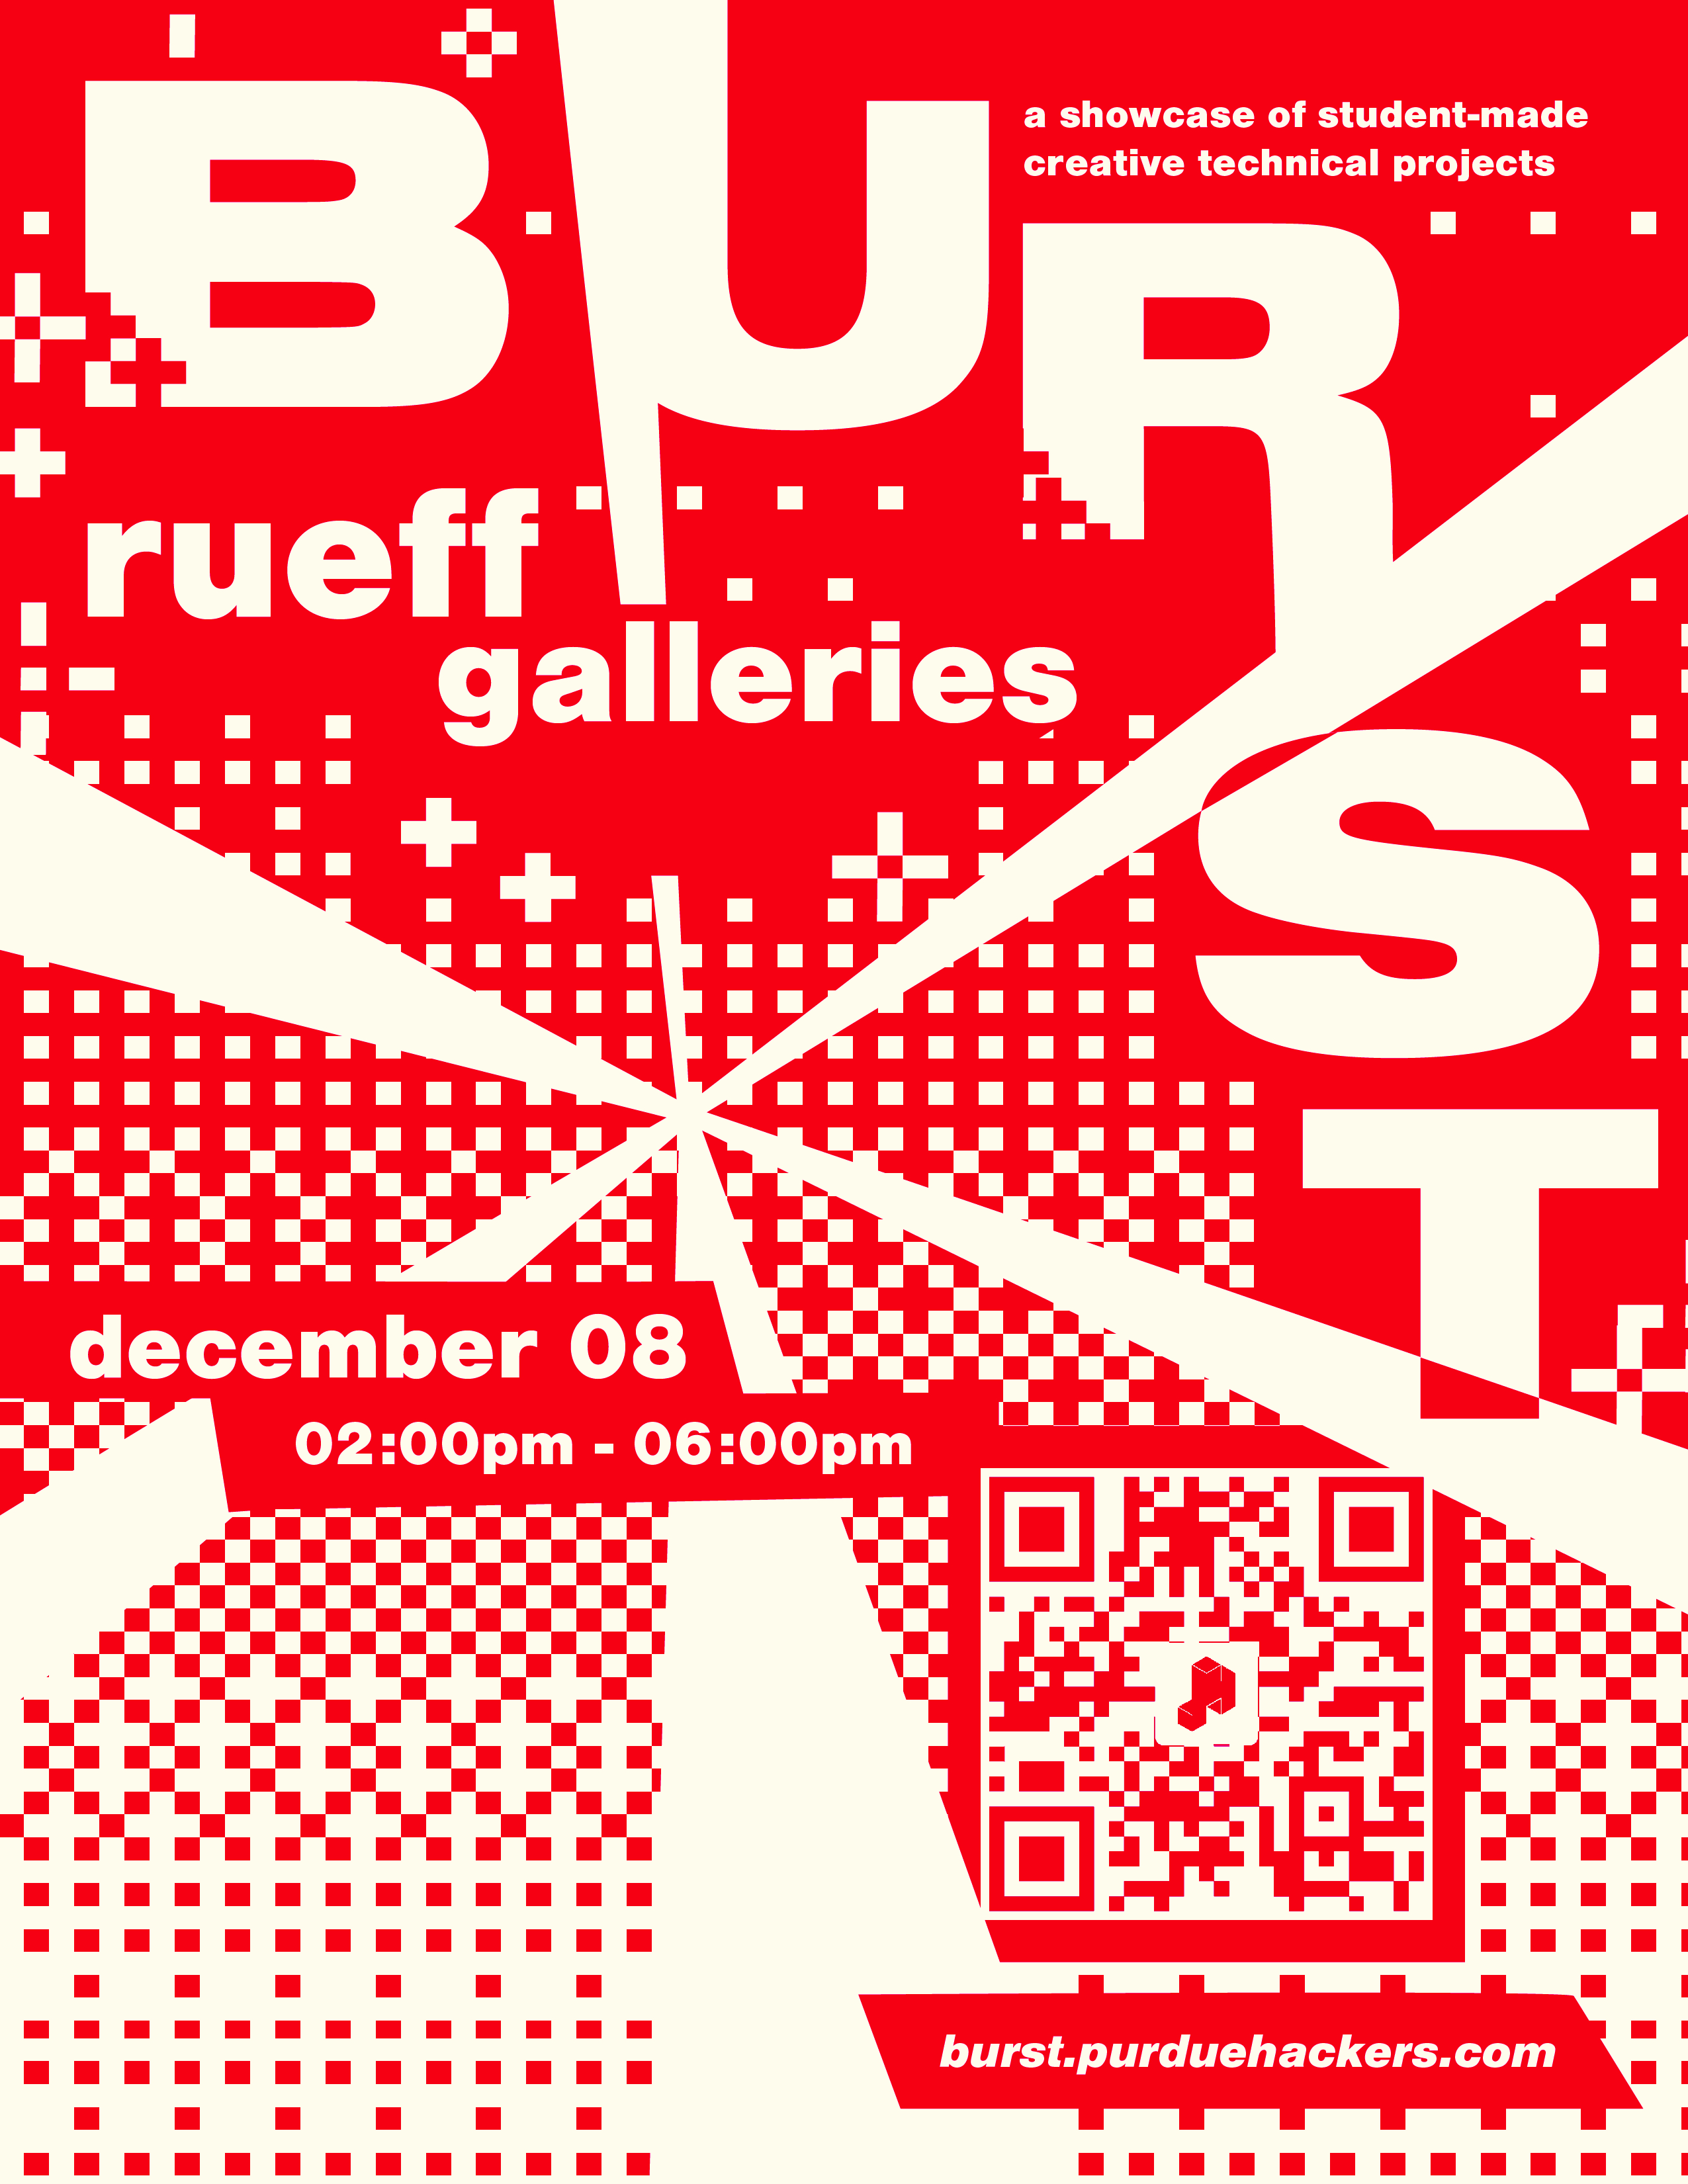 BURST
a showcase of student-made
creative technical projects
rueff
galleries
december 08
02:00pm - 06:00pm
burst.purduehackers.com